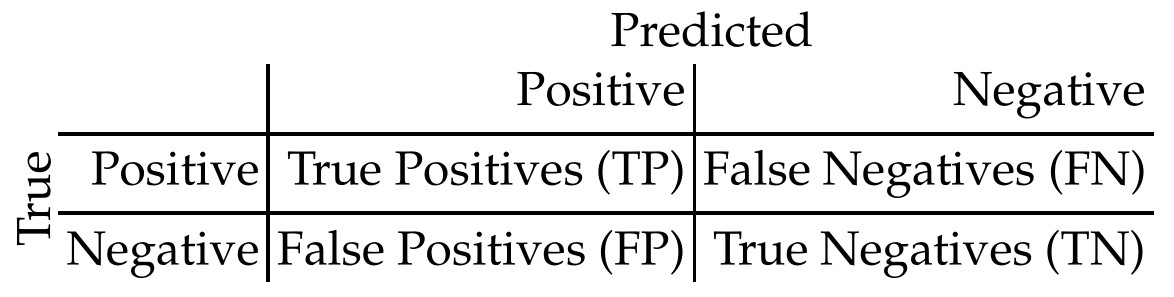 Predicted
Positive Negative
True
Positive True Positives (TP) False Negatives (FN)
Negative False Positives (FP) True Negatives (TN)